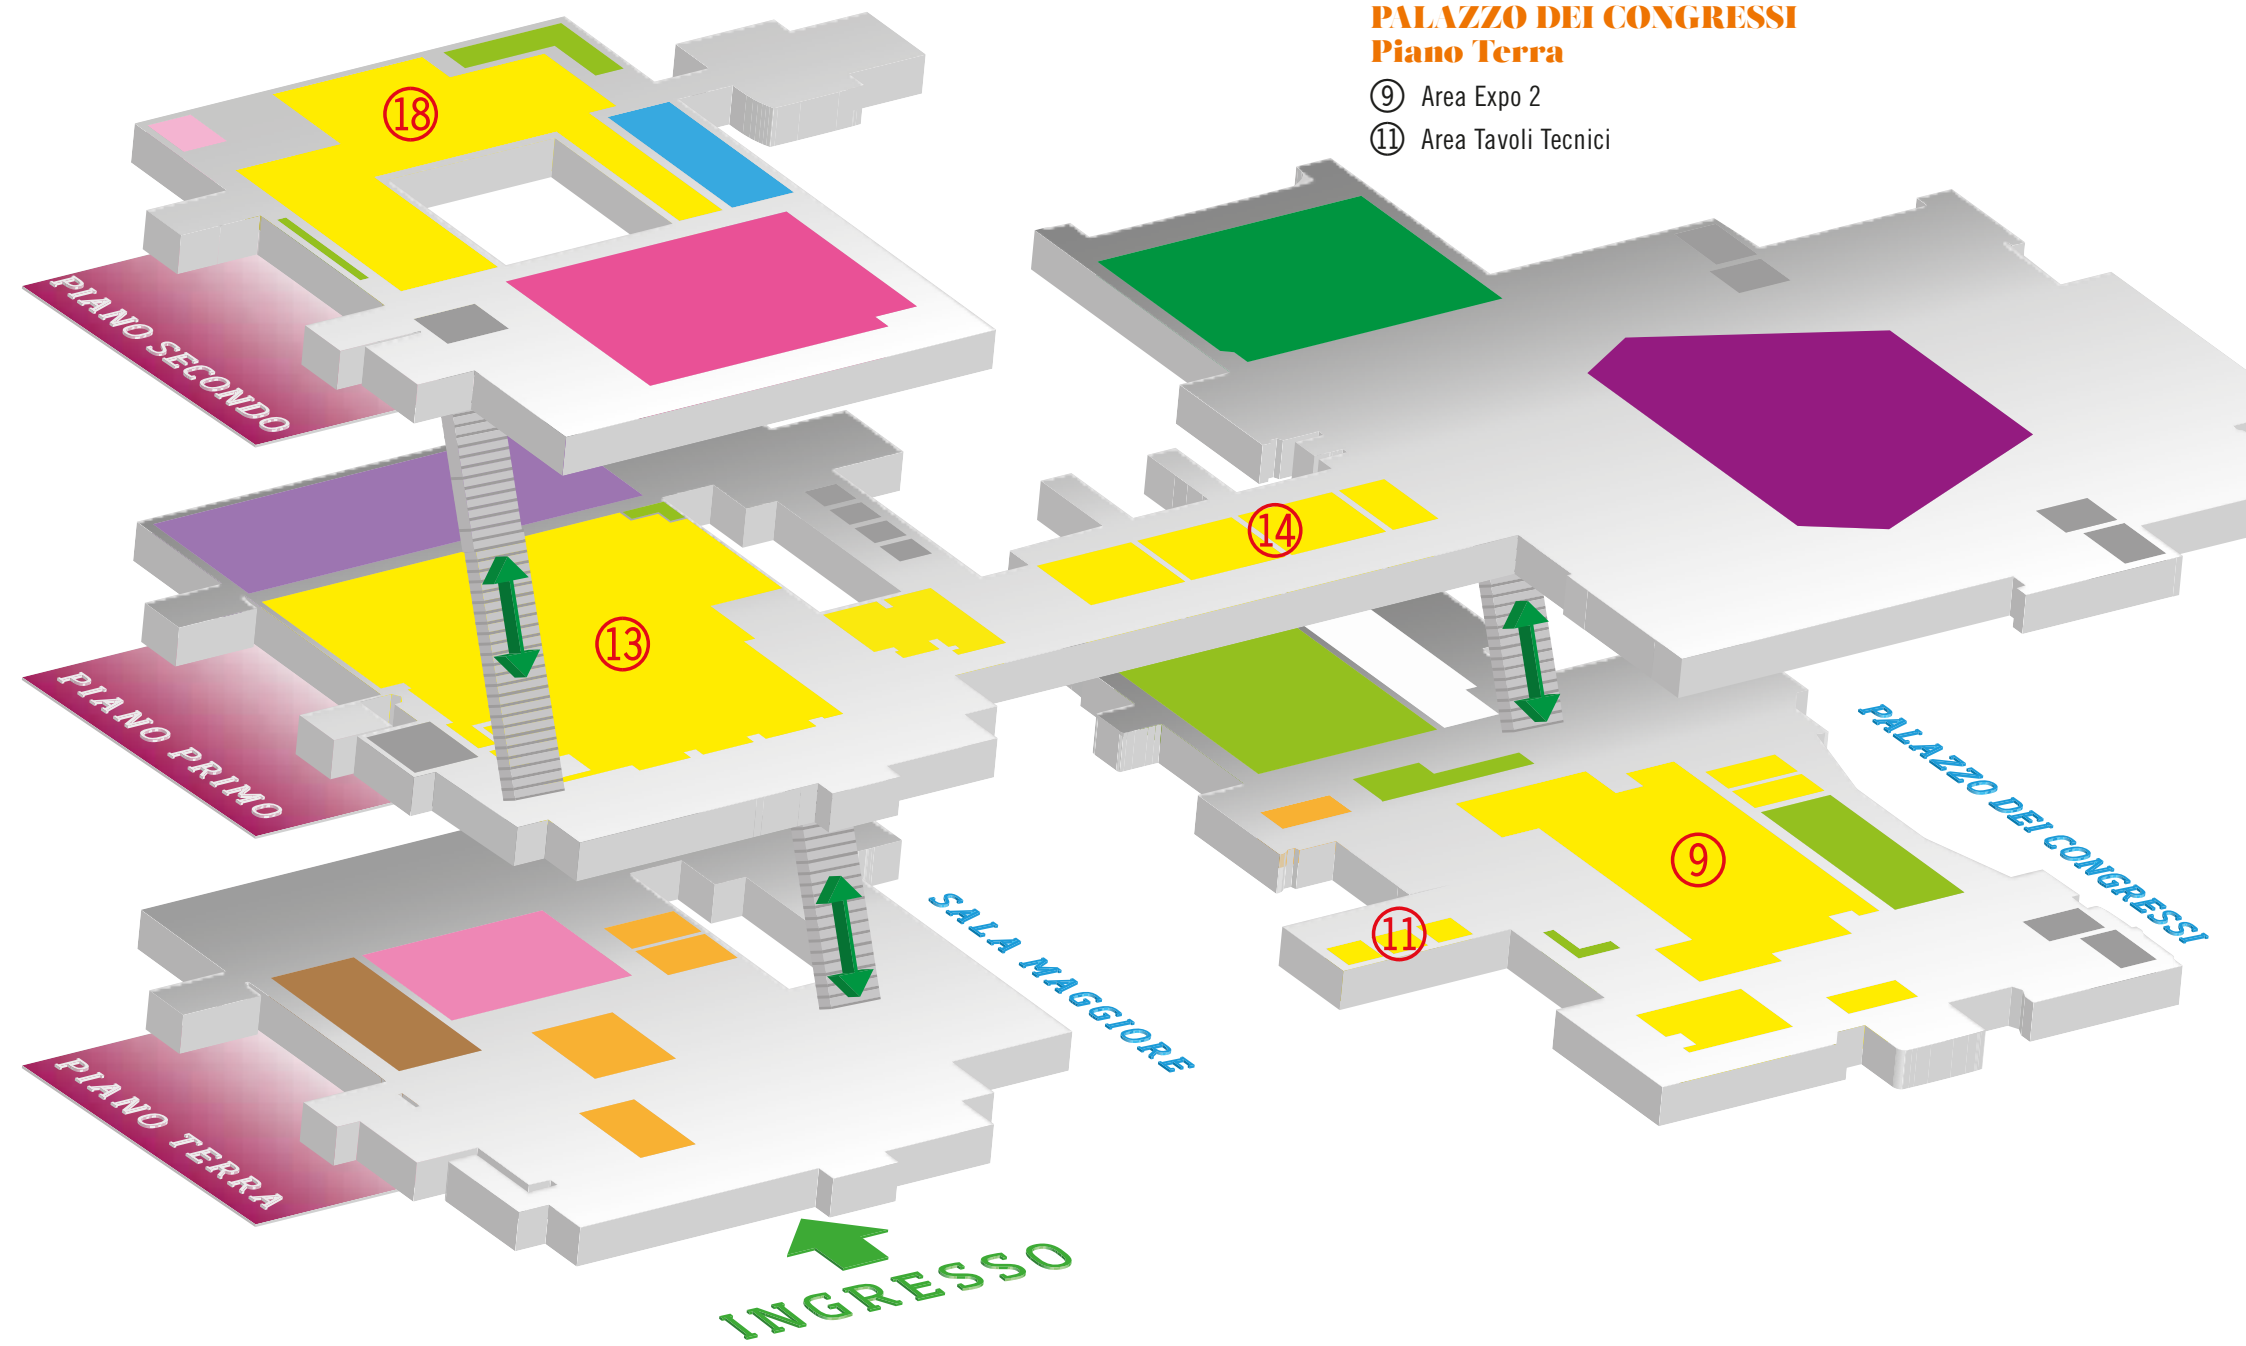 PALAZZO DEI CONGRESSI
Piano Terra
9 Area Expo 2
11 Area Tavoli Tecnici
18
PIANO SECONDO
14
13
PIANO PRIMO
PALAZZO DEI CONGRESSI
9
11
SALA MAGGIORE
PIANO TERRA
INGRESSO